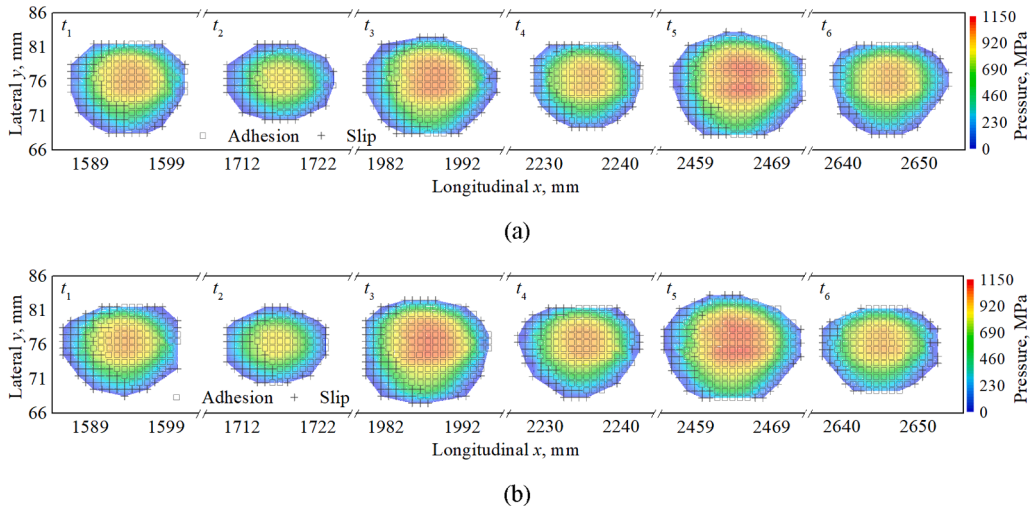 86
81
76
71
66
Lateral y, mm
t1 t2 t3 t4 t5 t6
Adhesion + Slip
1589 1599 1712 1722 1982 1992 2230 2240 2459 2469 2640 2650
Longitudinal x, mm
1150
920
690
460
230
0
Pressure, MPa
(a)
86
81
76
71
66
Lateral y, mm
t1 t2 t3 t4 t5 t6
Adhesion + Slip
1589 1599 1712 1722 1982 1992 2230 2240 2459 2469 2640 2650
Longitudinal x, mm
1150
920
690
460
230
0
Pressure, MPa
(b)